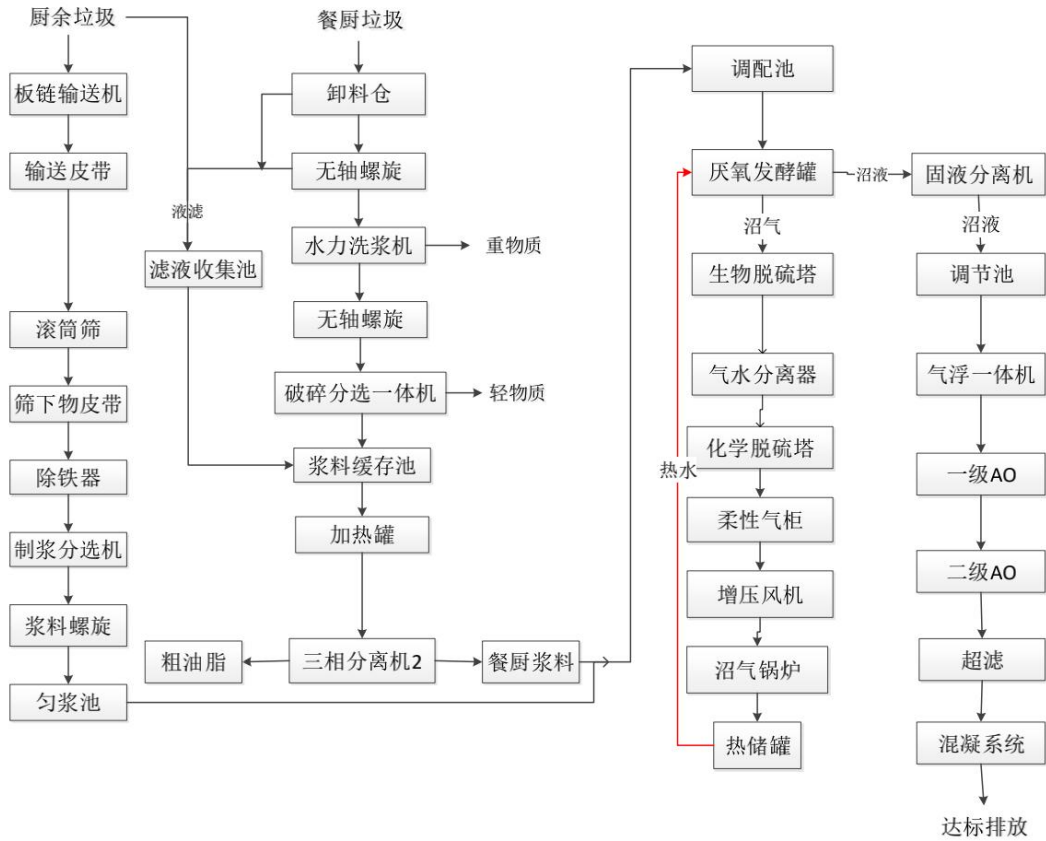 厨余垃圾
板链输送机
输送皮带
滚筒筛
筛下物皮带
除铁器
制浆分选机
浆料螺旋
匀浆池
液滤
滤液收集池
餐厨垃圾
卸料仓
无轴螺旋
水力洗浆机
重物质
无轴螺旋
破碎分选一体机
轻物质
浆料缓存池
加热罐
粗油脂
三相分离机2
餐厨浆料
调配池
厌氧发酵罐
沼气
生物脱硫塔
气水分离器
化学脱硫塔
热水
柔性气柜
增压风机
沼气锅炉
热储罐
沼液
固液分离机
沼液
调节池
气浮一体机
一级AO
二级AO
超滤
混凝系统
达标排放